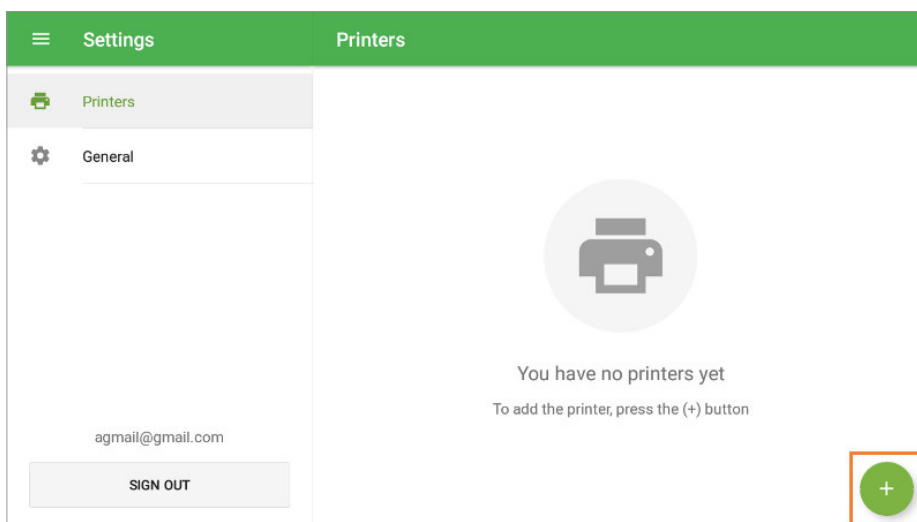 Settings
Printers
Printers
General
You have no printers yet
To add the printer, press the (+) button
agmail@gmail.com
SIGN OUT
+